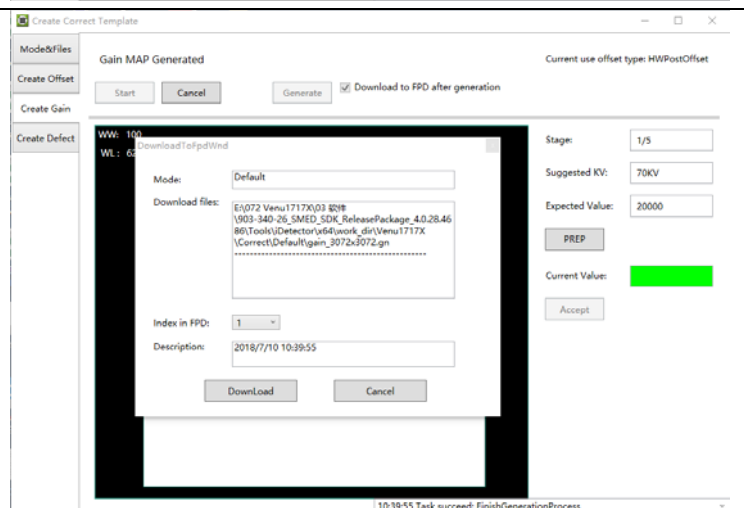 Create Correct Template
Mode&Files
Create Offset
Create Gain
Create Defect
Gain MAP Generated
Current use offset type: HWPostOffset
Start
Cancel
Generate
Download to FPD after generation
WW: 100
WL: 62
DownloadToFpdWnd
Mode:
Default
Download files:
E:\072 Venu1717X\03 软件
\903-340-26_SMED_SDK_ReleasePackage_4.0.28.46
86\Tools\iDetector\x64\work_dir\Venu1717X
\Correct\Default\gain_3072x3072.gn
------------------------------------------------
Index in FPD:
1
Description:
2018/7/10 10:39:55
DownLoad
Cancel
Stage:
1/5
Suggested KV:
70KV
Expected Value:
20000
PREP
Current Value:
Accept
10:39:55 Task succeed: FinishGenerationProcess